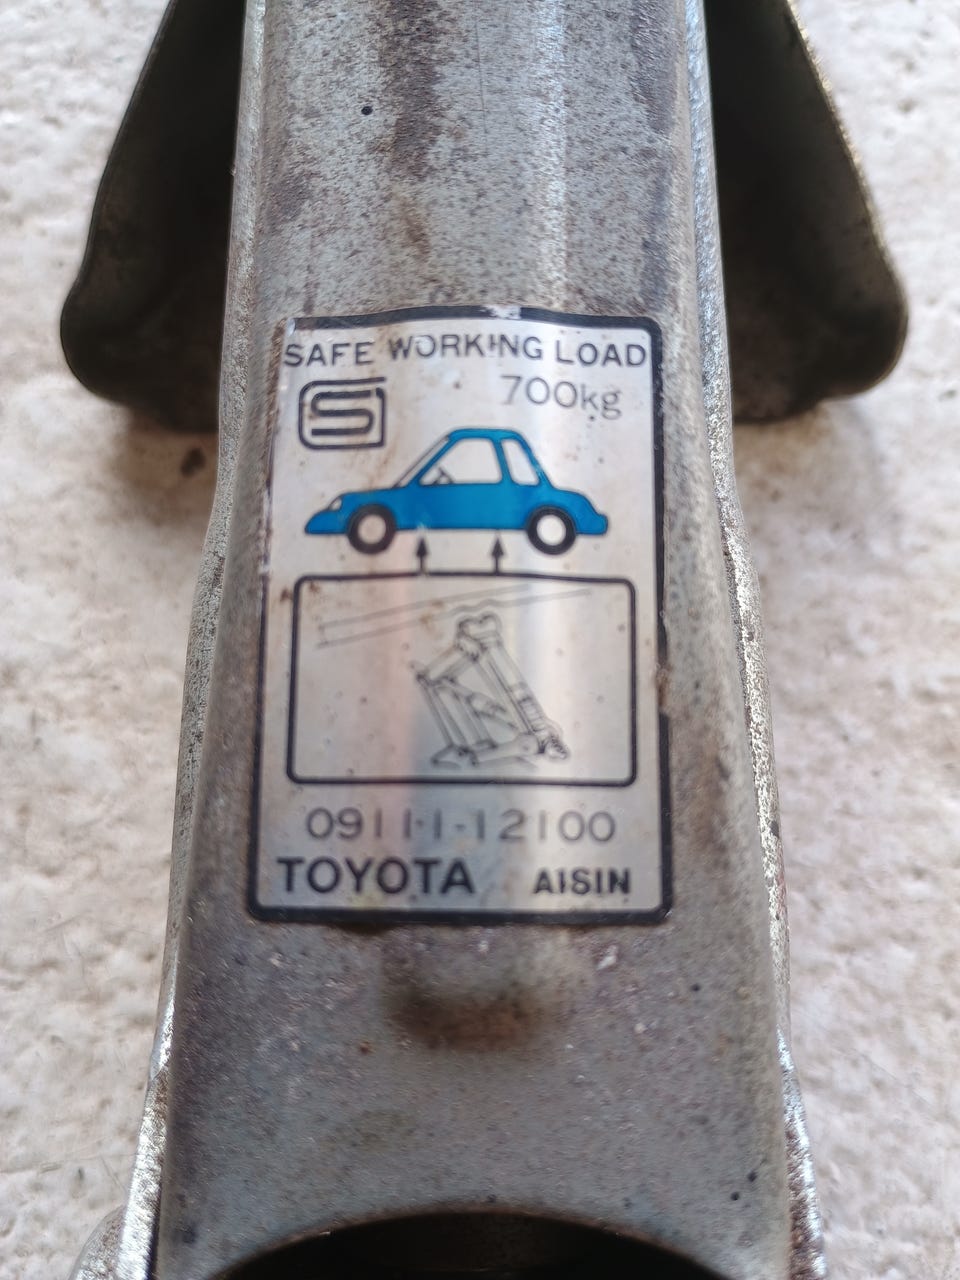 SAFE WORKING LOAD
700kg
S
09111-12100
TOYOTA AISIN